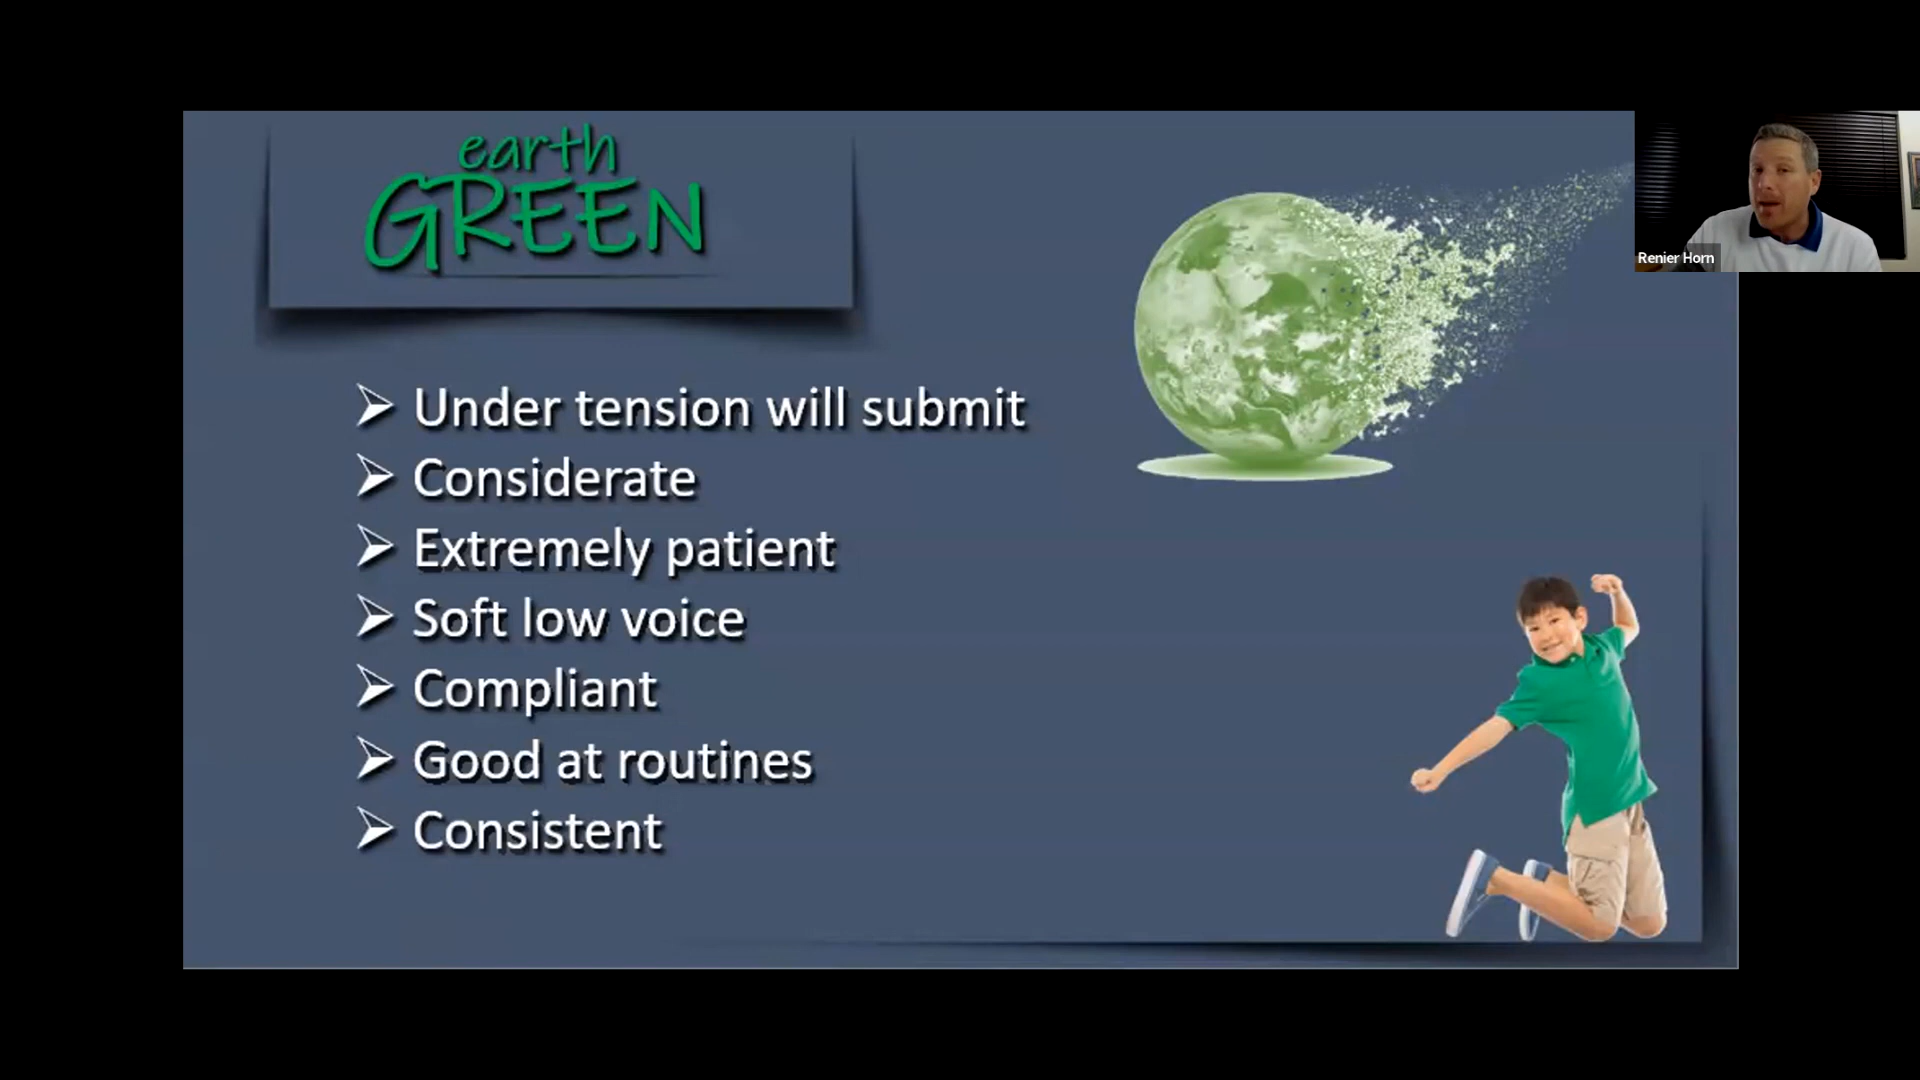 earth
GREEN
Renier Horn
Under tension will submit
Considerate
Extremely patient
Soft low voice
Compliant
Good at routines
Consistent